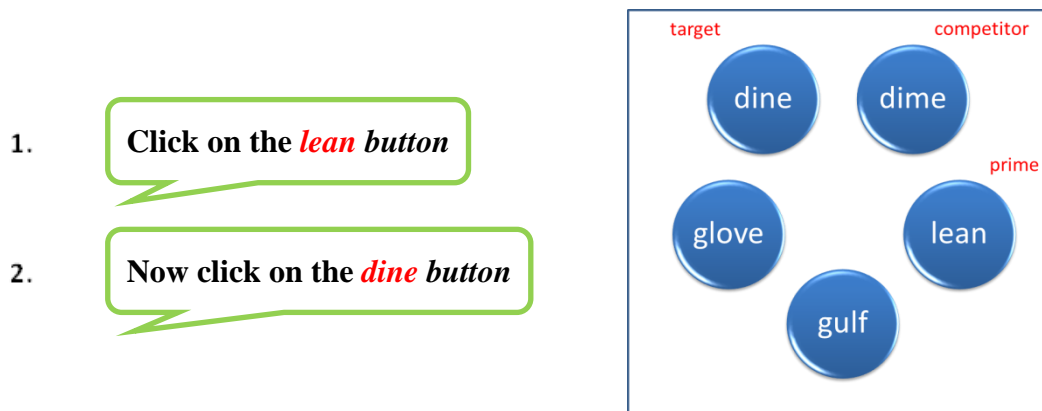 1. Click on the lean button
2. Now click on the dine button
target competitor
dine dime
prime
glove lean
gulf